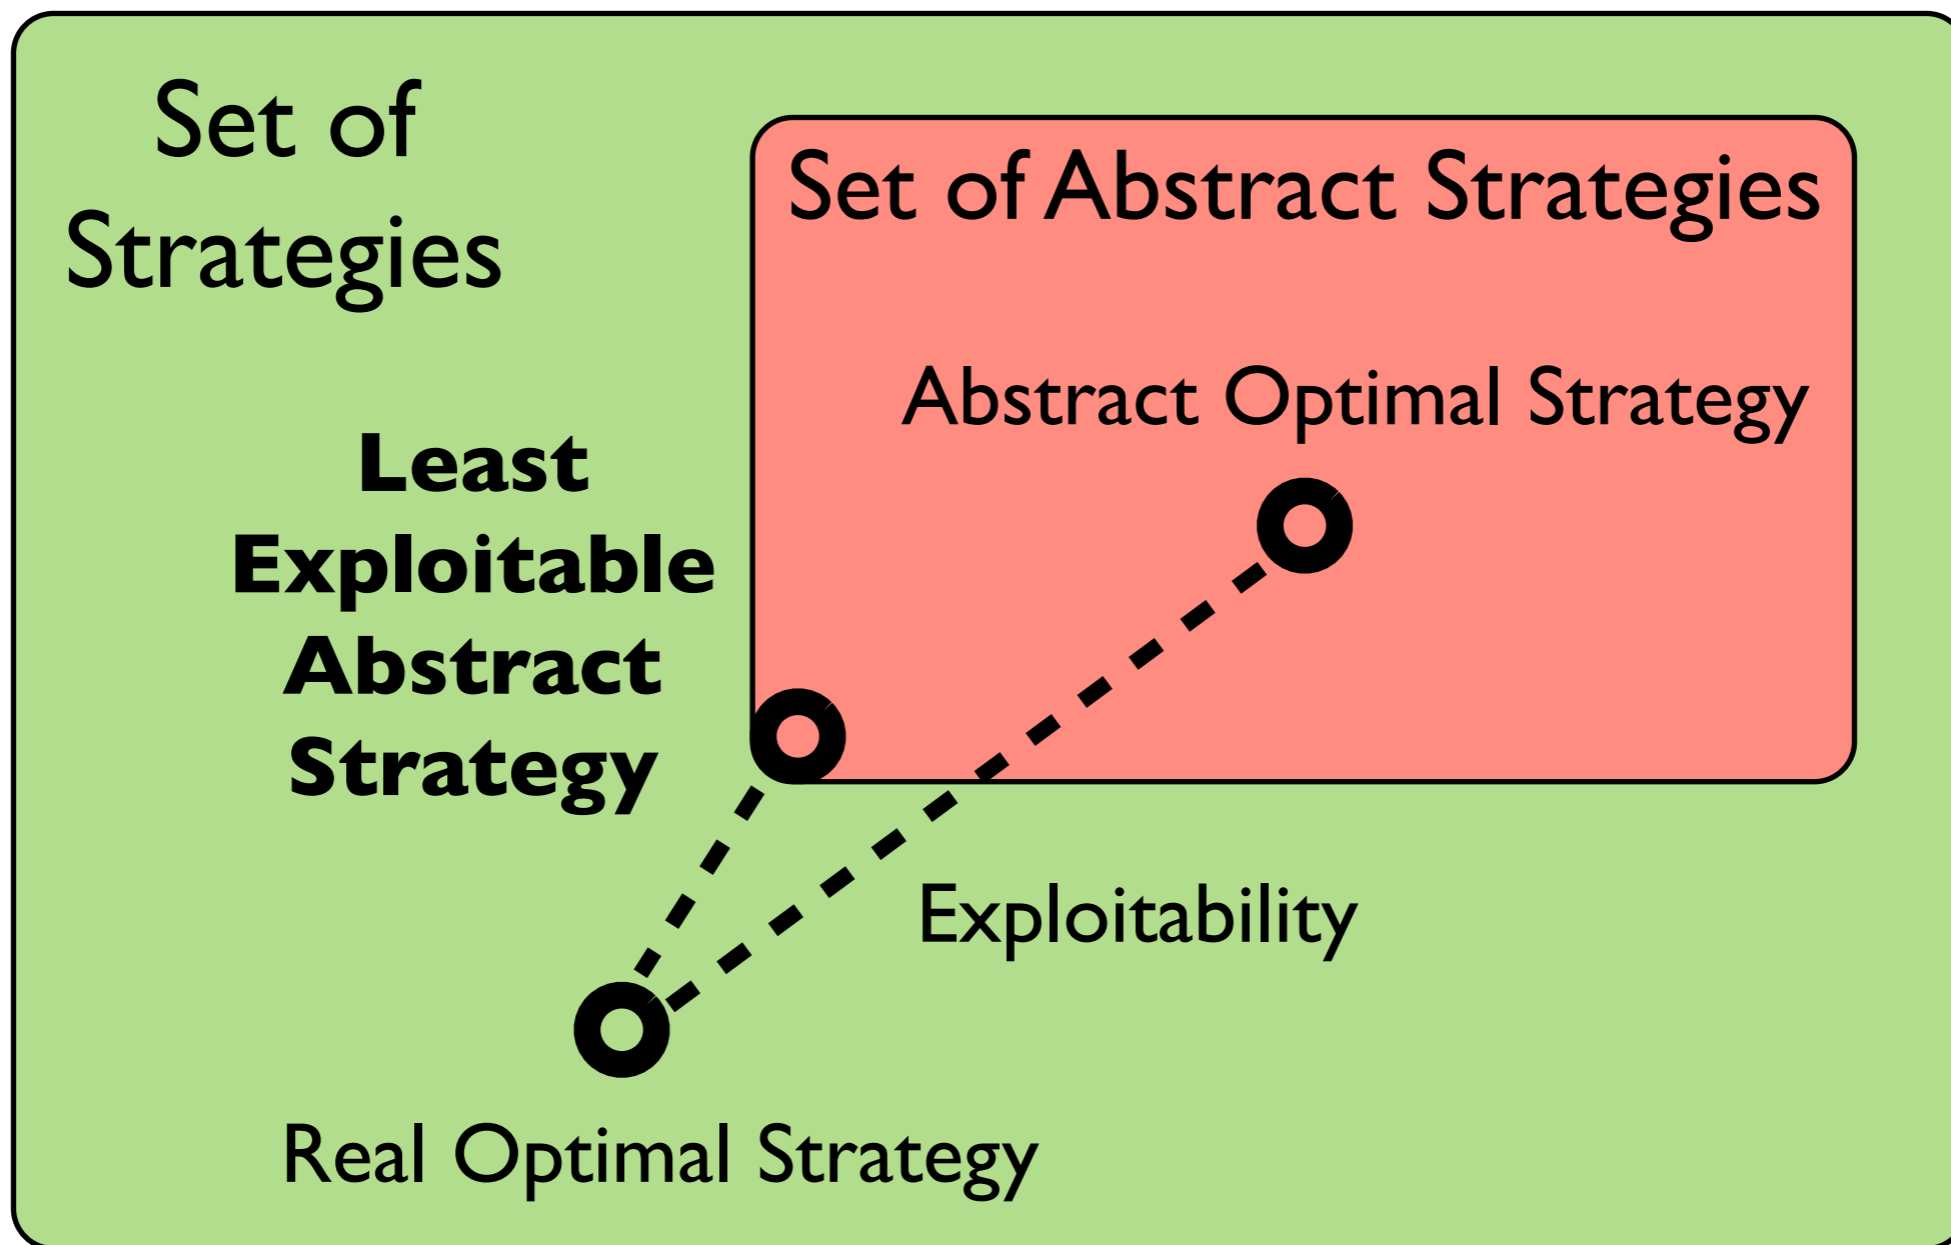 Set of
Strategies
Set of Abstract Strategies
Abstract Optimal Strategy
Least
Exploitable
Abstract
Strategy
Exploitability
Real Optimal Strategy